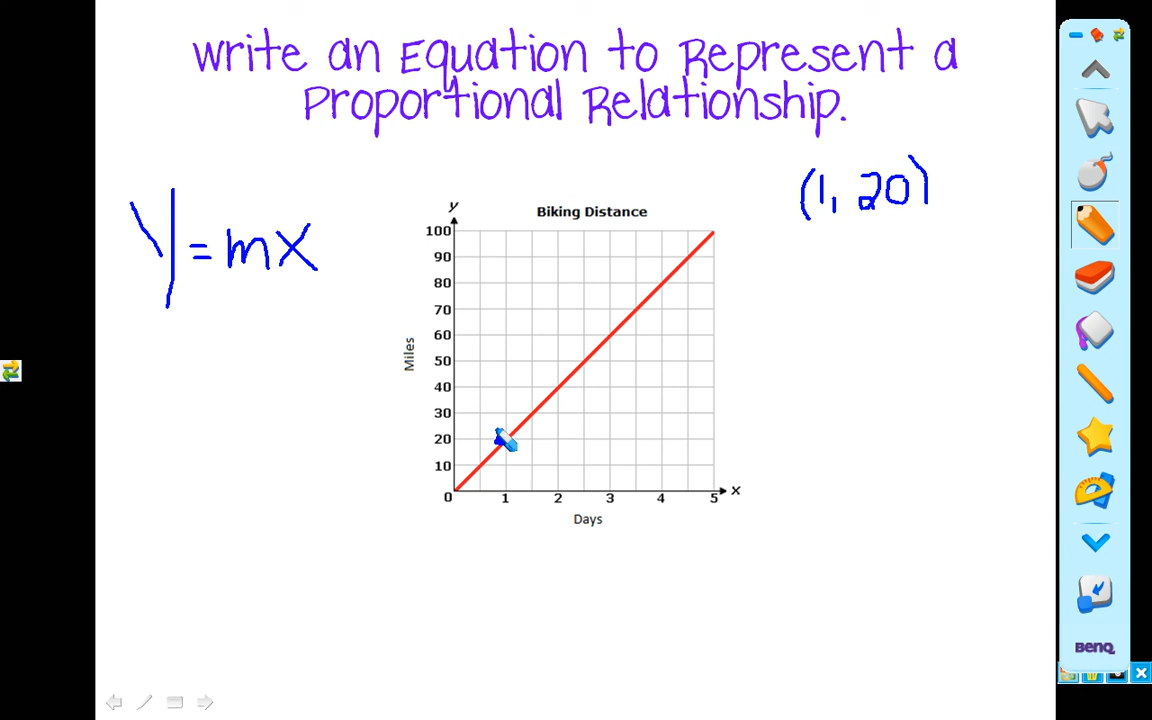 Write an Equation to Represent a
Proportional Relationship.
(1, 20)
y = mx
y
Biking Distance
100
90
80
70
60
50
40
30
20
10
0
Miles
1 2 3 4 5 x
Days
BENQ